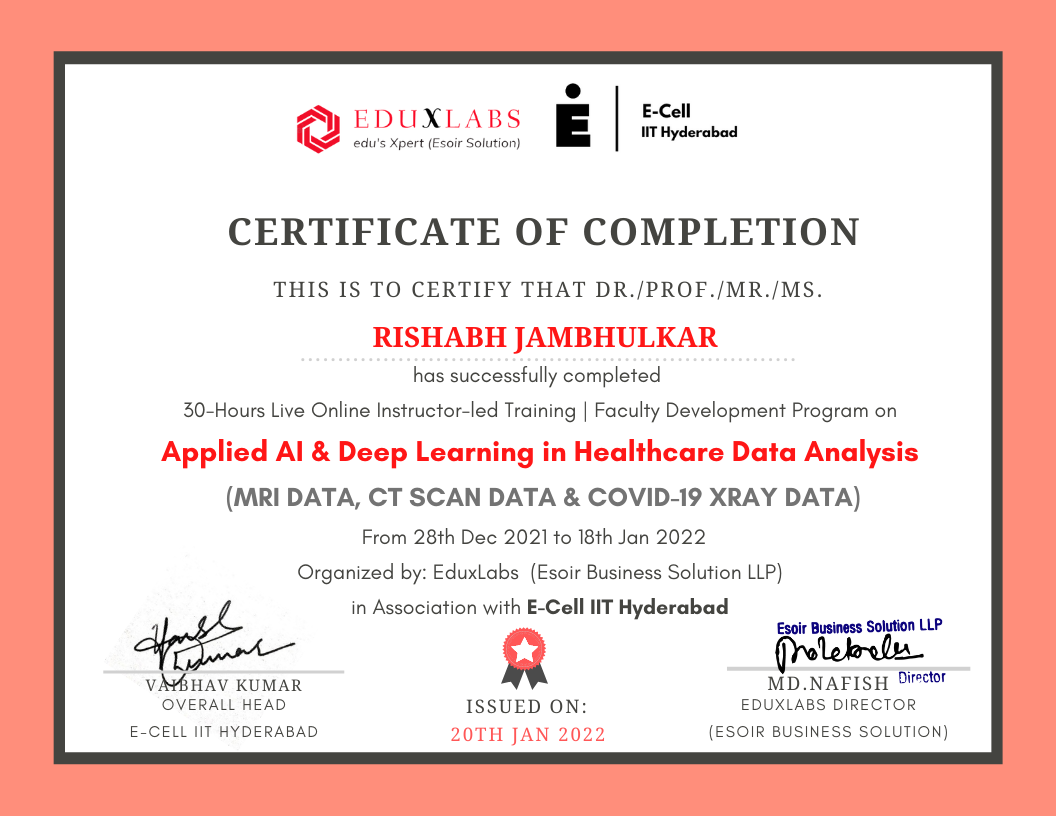 EDUXLABS
edu's Xpert (Esoir Solution)
E
E-Cell
IIT Hyderabad
CERTIFICATE OF COMPLETION
THIS IS TO CERTIFY THAT DR./PROF./MR./MS.
RISHABH JAMBHULKAR
has successfully completed
30-Hours Live Online Instructor-led Training | Faculty Development Program on
Applied AI & Deep Learning in Healthcare Data Analysis
(MRI DATA, CT SCAN DATA & COVID-19 XRAY DATA)
From 28th Dec 2021 to 18th Jan 2022
Organized by: EduxLabs (Esoir Business Solution LLP)
in Association with E-Cell IIT Hyderabad
VAIBHAV KUMAR
OVERALL HEAD
E-CELL IIT HYDERABAD
ISSUED ON:
20TH JAN 2022
Esoir Business Solution LLP
Director
MD.NAFISH
EDUXLABS DIRECTOR
(ESOIR BUSINESS SOLUTION)